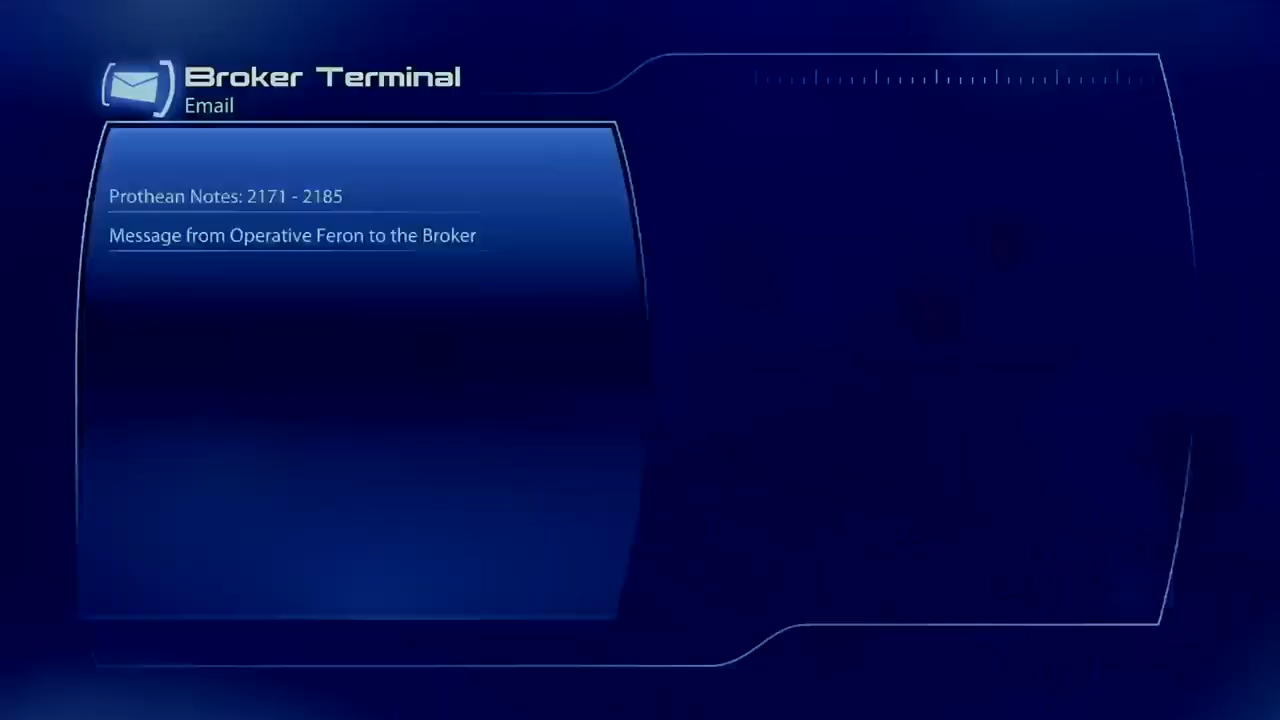 Broker Terminal
Email
Prothean Notes: 2171 - 2185
Message from Operative Feron to the Broker